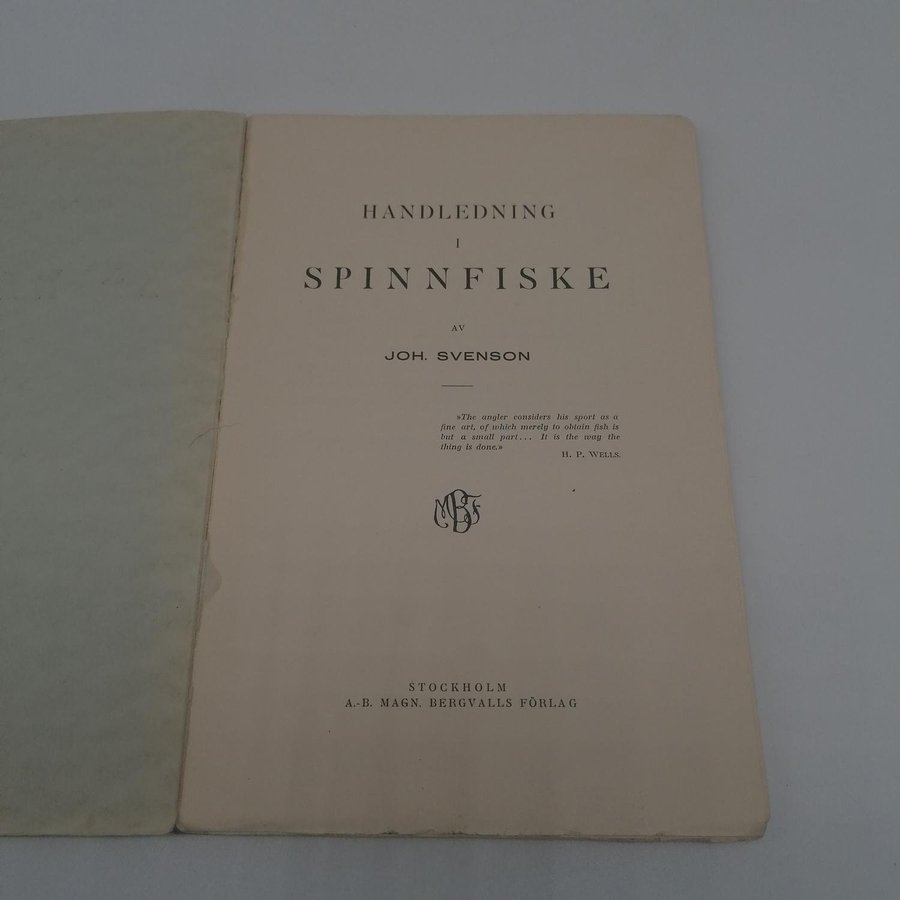 HANDLEDNING
I
SPINNFISKE
AV
JOH. SVENSON
»The angler considers his sport as a
fine art, of which merely to obtain fish is
but a small part... It is the way the
thing is done.»
H. P. WELLS.
MBF
STOCKHOLM
A.-B. MAGN. BERGVALLS FÖRLAG